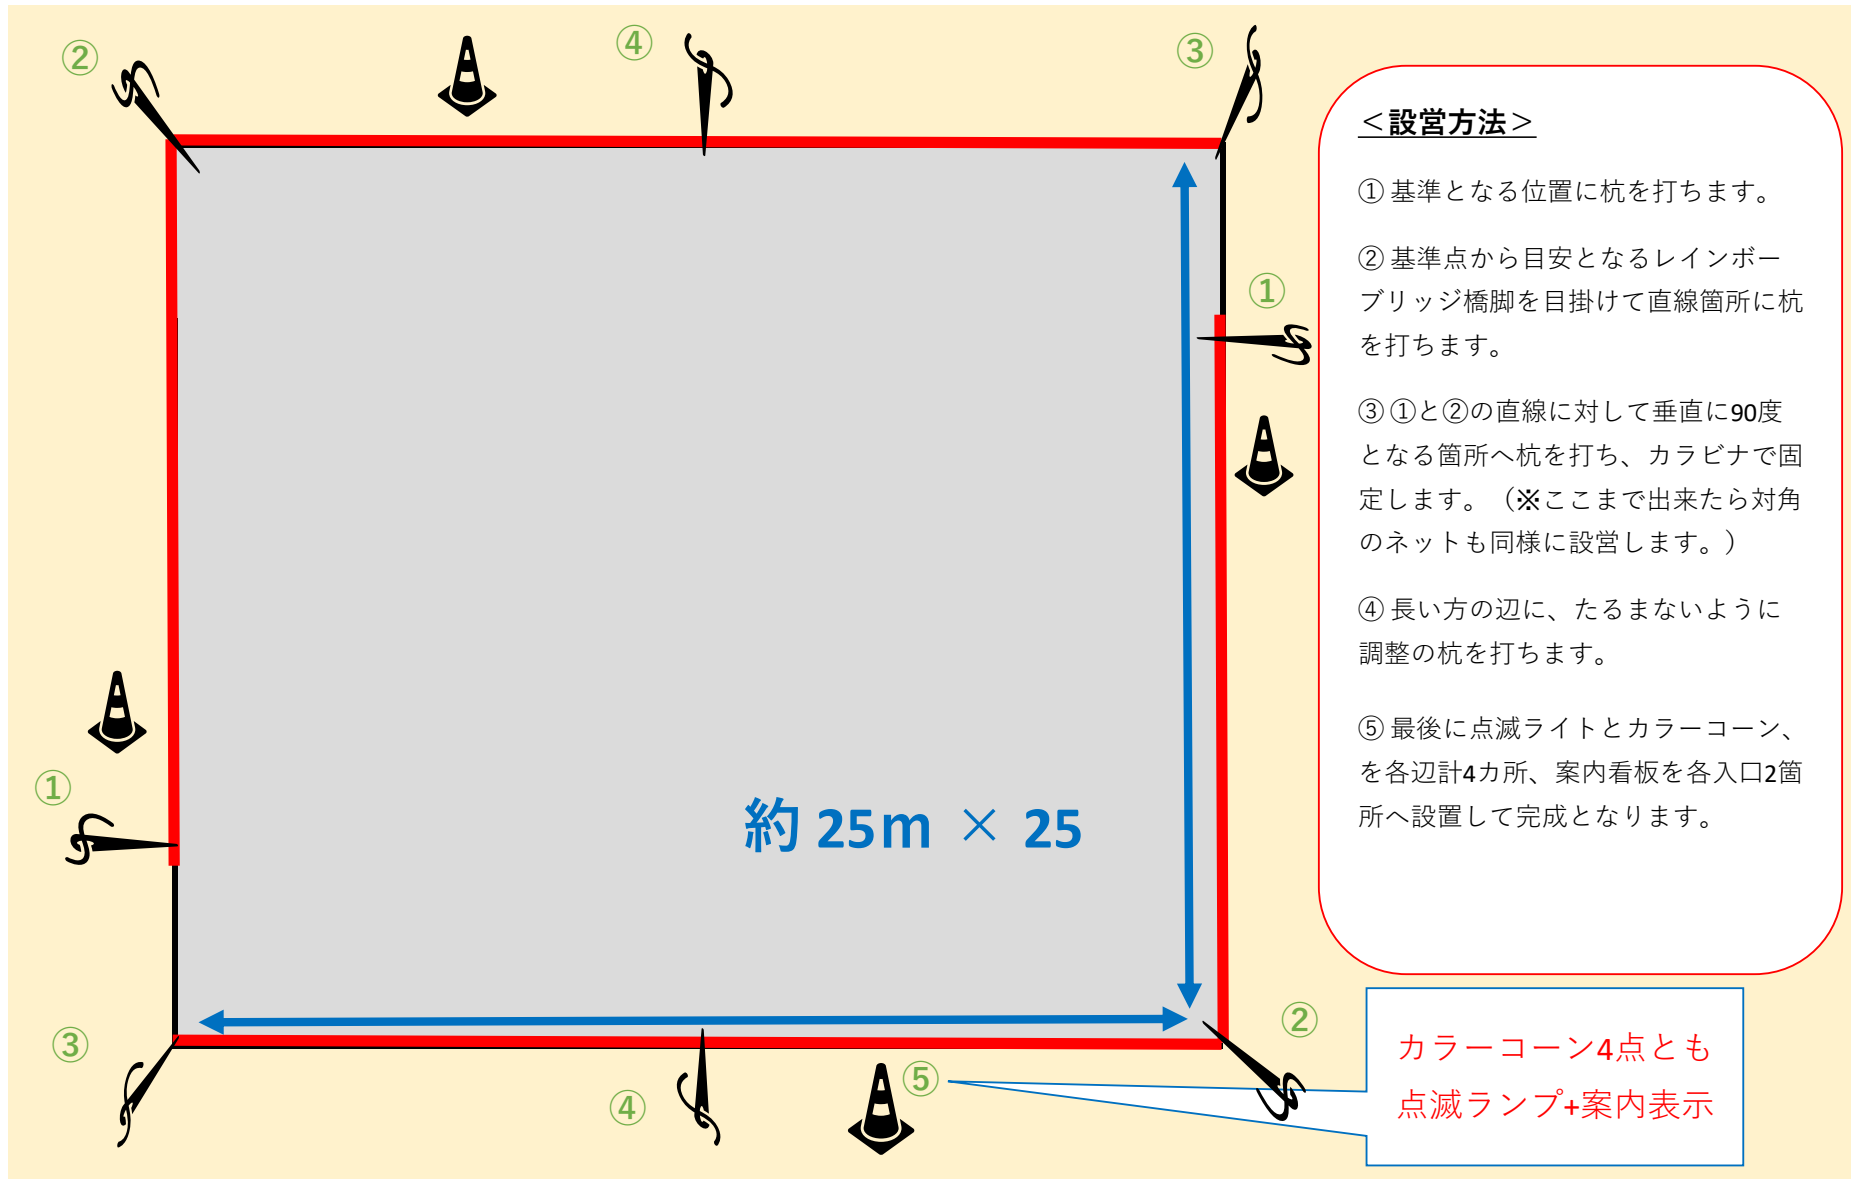 ② ④ ③
＜設営方法＞
① 基準となる位置に杭を打ちます。
② 基準点から目安となるレインボー
ブリッジ橋脚を目掛けて直線箇所に杭
を打ちます。
③ ①と②の直線に対して垂直に90度
となる箇所へ杭を打ち、カラビナで固
定します。（※ここまで出来たら対角
のネットも同様に設営します。）
④ 長い方の辺に、たるまないように
調整の杭を打ちます。
⑤ 最後に点滅ライトとカラーコーン、
を各辺計4カ所、案内看板を各入口2箇
所へ設置して完成となります。
①
①
約 25m × 25
③
②
④
⑤
カラーコーン4点とも
点滅ランプ+案内表示